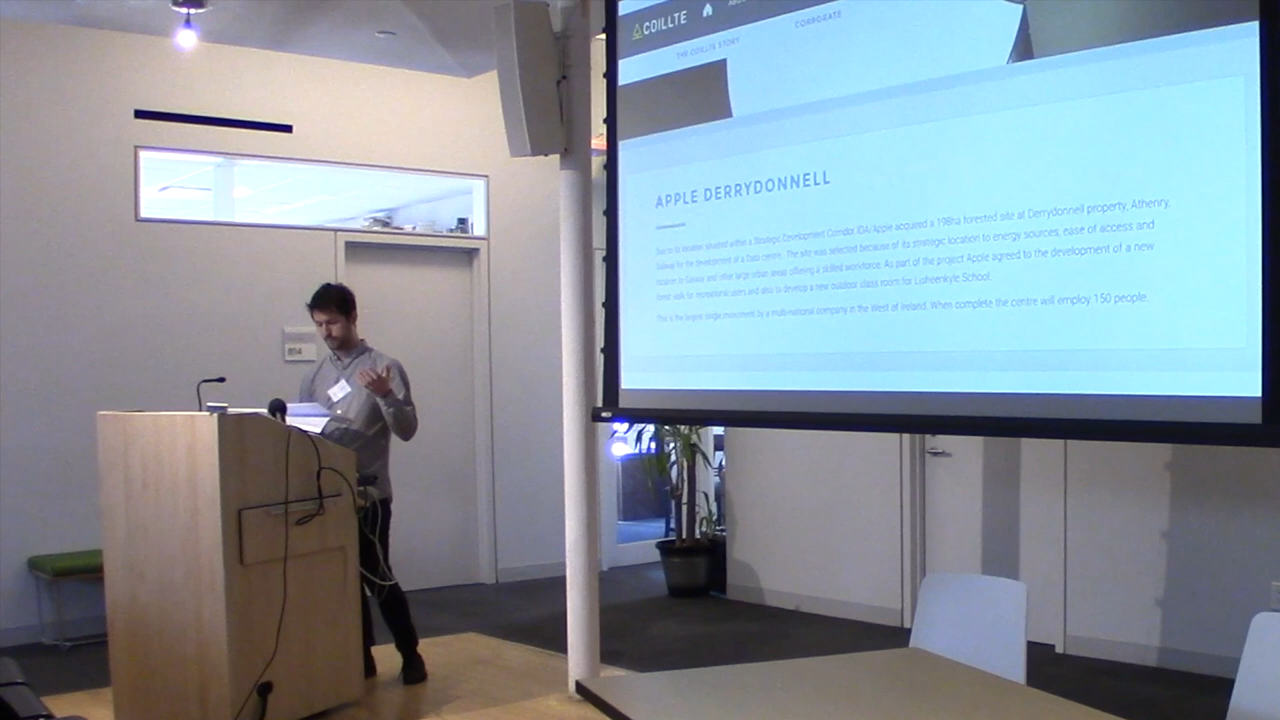 COILLTE
THE COILLTE STORY
CORPORATE
APPLE DERRYDONNELL
Due to its location situated within a Strategic Development Corridor IDA/Apple acquired a 198ha forested site at Derrydonnell property, Athenry,
Galway for the development of a Data centre. The site was selected because of its strategic location to energy sources, ease of access and
location to Galway and other large urban areas offering a skilled workforce. As part of the project Apple agreed to the development of a new
forest walk for recreational users and also to develop a new outdoor class room for Lisheenkyle School.
This is the largest single investment by a multi-national company in the West of Ireland. When complete the centre will employ 150 people.